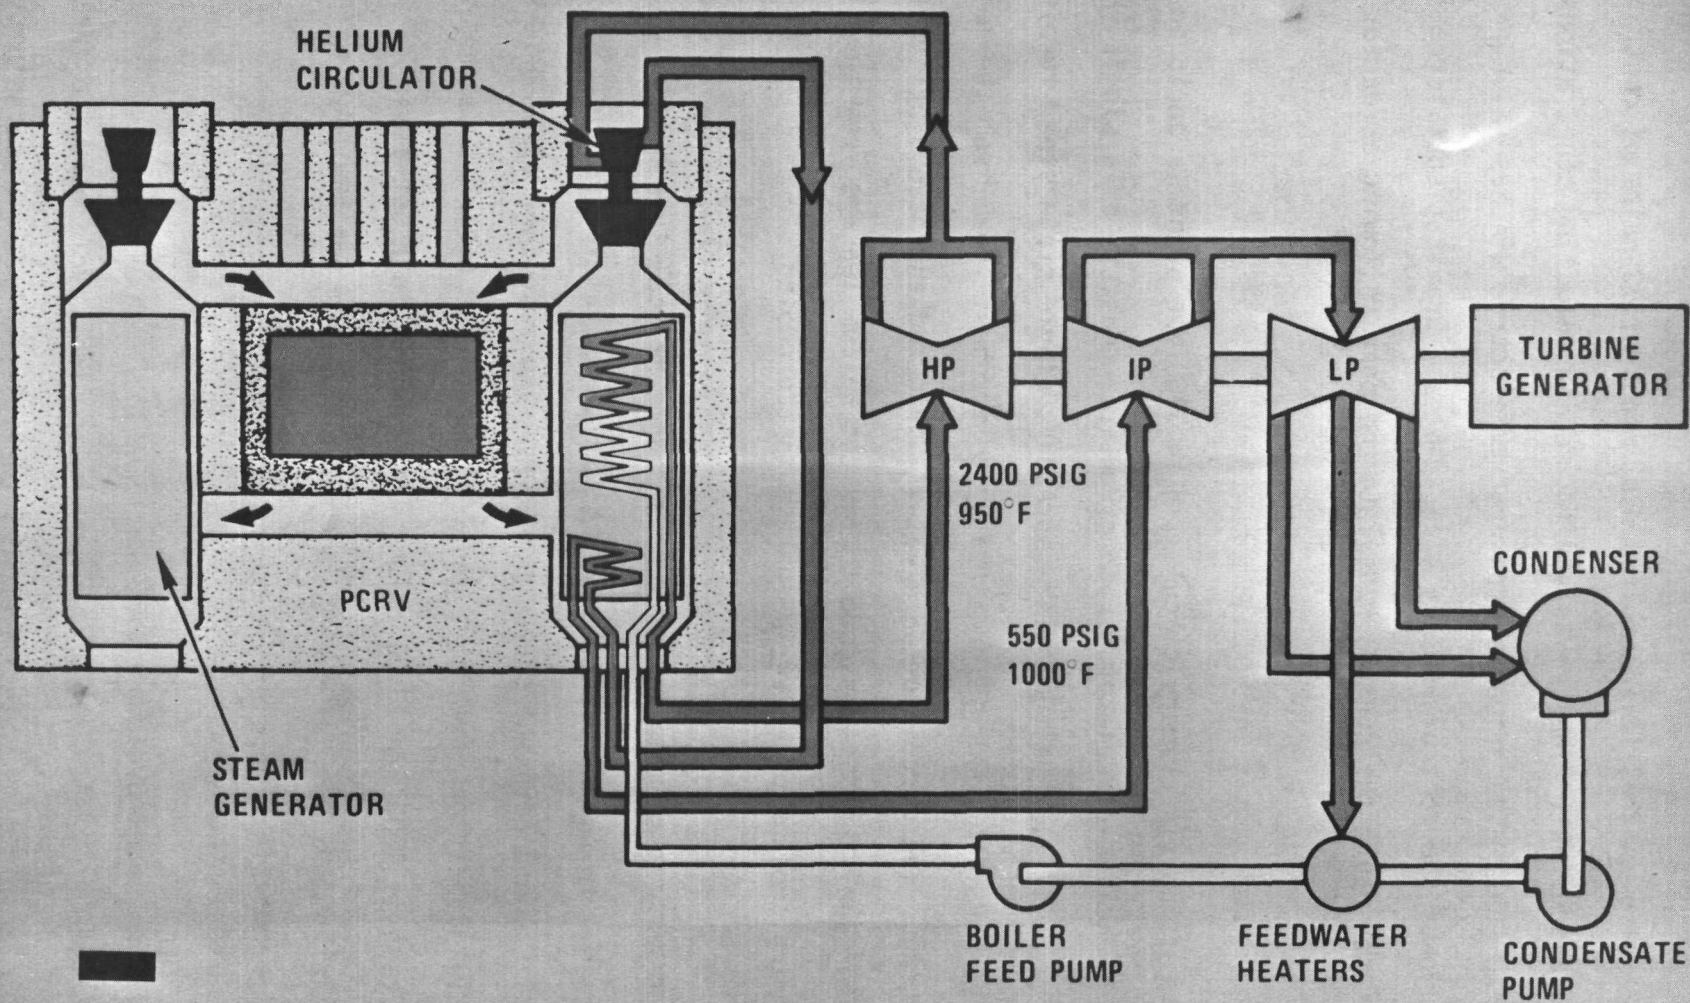 HELIUM
CIRCULATOR
HP
IP
LP
TURBINE
GENERATOR
2400 PSIG
950°F
CONDENSER
PCRV
550 PSIG
1000°F
STEAM
GENERATOR
BOILER
FEED PUMP
FEEDWATER
HEATERS
CONDENSATE
PUMP